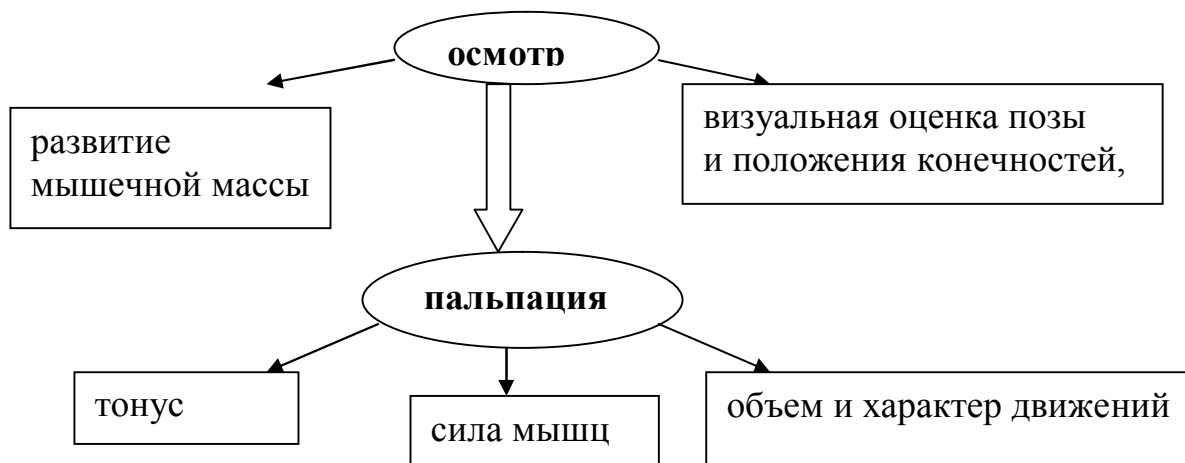 осмотр
развитие
мышечной массы
визуальная оценка позы
и положения конечностей,
пальпация
тонус
сила мышц
объем и характер движений